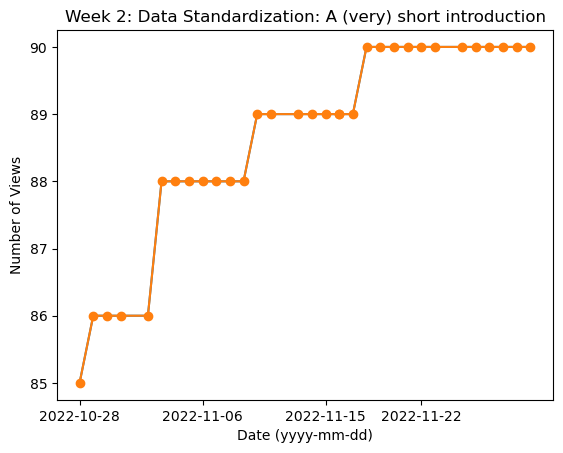 Week 2: Data Standardization: A (very) short introduction
90
89
88
87
86
85
Number of Views
2022-10-28 2022-11-06 2022-11-15 2022-11-22
Date (yyyy-mm-dd)